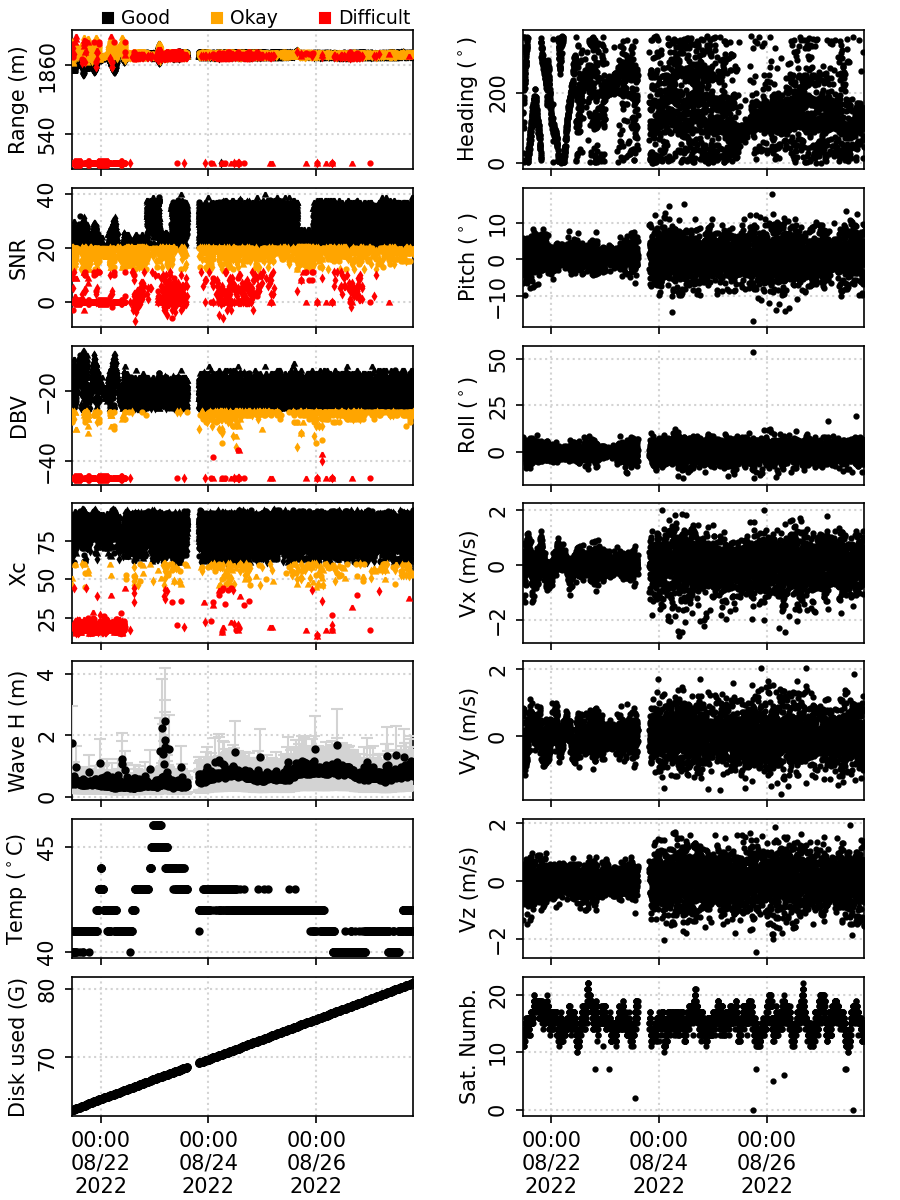 Good Okay Difficult
Range (m)
1860
540
Heading (°)
200
0
SNR
40
20
0
Pitch (°)
10
0
−10
DBV
−20
−40
Roll (°)
50
25
0
Xc
75
50
25
Vx (m/s)
2
0
−2
Wave H (m)
4
2
0
Vy (m/s)
2
0
Temp (°C)
45
40
Vz (m/s)
2
0
−2
Disk used (G)
80
70
Sat. Numb.
20
10
0
00:00 00:00 00:00 00:00 00:00 00:00
08/22 08/24 08/26 08/22 08/24 08/26
2022 2022 2022 2022 2022 2022